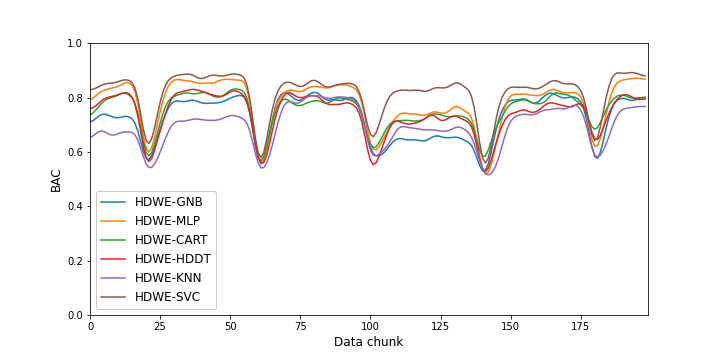 1.0
0.8
0.6
0.4
0.2
0.0
BAC
HDWE-GNB
HDWE-MLP
HDWE-CART
HDWE-HDDT
HDWE-KNN
HDWE-SVC
0 25 50 75 100 125 150 175
Data chunk